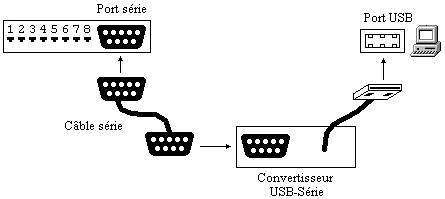 Port série
1 2 3 4 5 6 7 8
Port USB
Câble série
Convertisseur
USB-Série